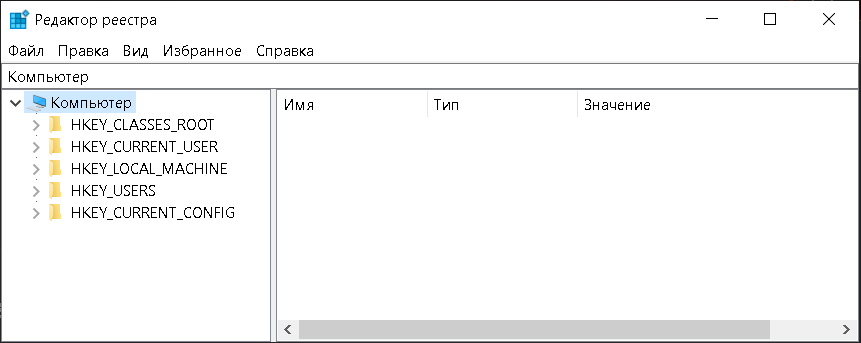 Редактор реестра
Файл Правка Вид Избранное Справка
Компьютер
Компьютер
HKEY_CLASSES_ROOT
HKEY_CURRENT_USER
HKEY_LOCAL_MACHINE
HKEY_USERS
HKEY_CURRENT_CONFIG
Имя Тип Значение